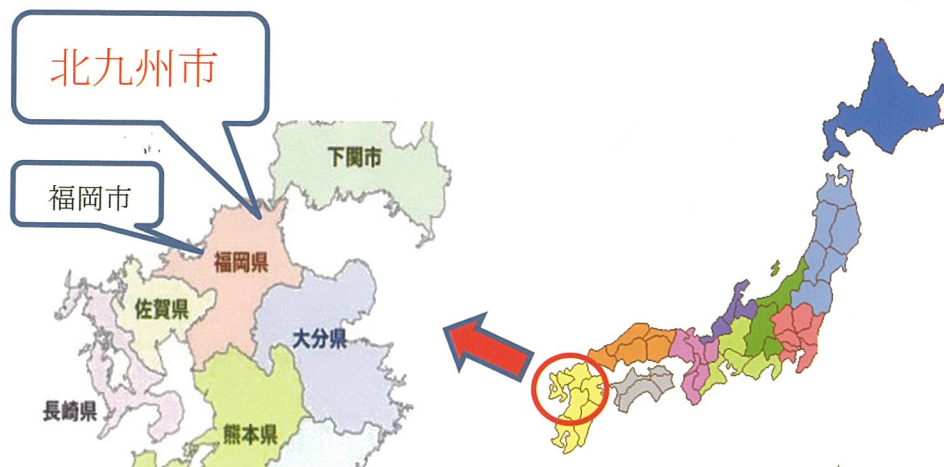 北九州市
下関市
福岡市
福岡県
佐賀県
大分県
長崎県
熊本県